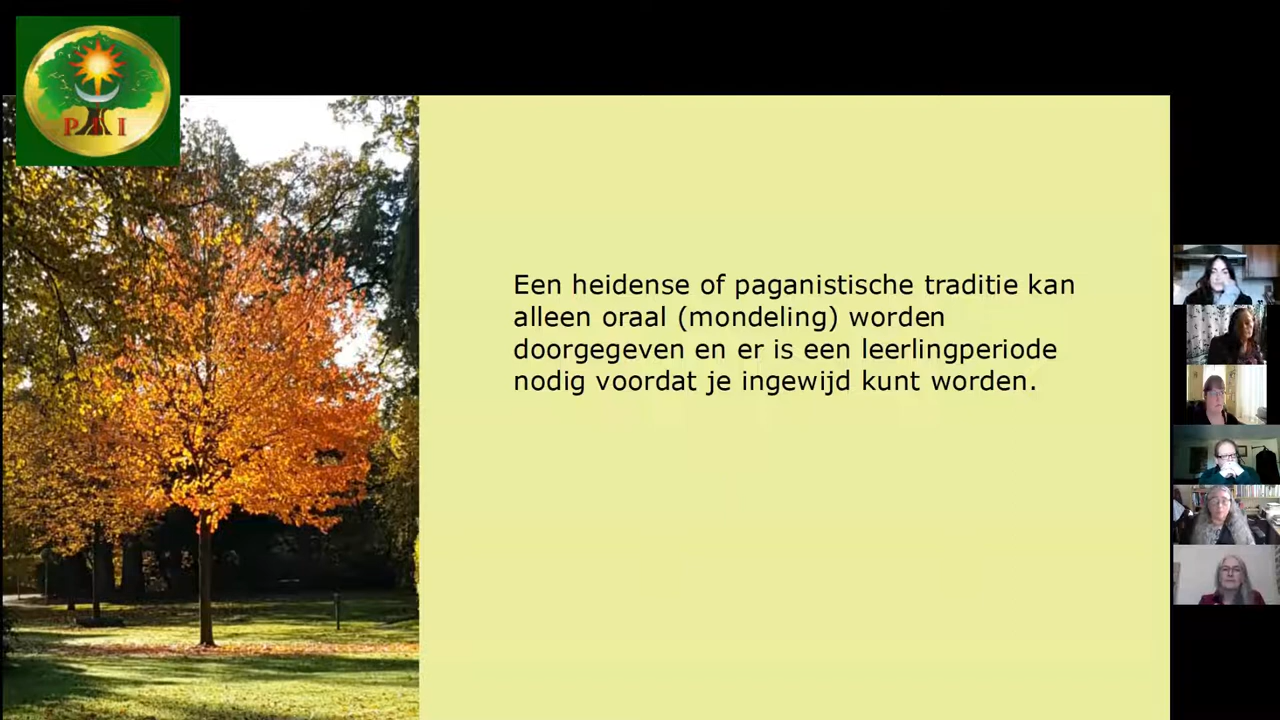 P F I
Een heidense of paganistische traditie kan
alleen oraal (mondeling) worden
doorgegeven en er is een leerlingperiode
nodig voordat je ingewijd kunt worden.